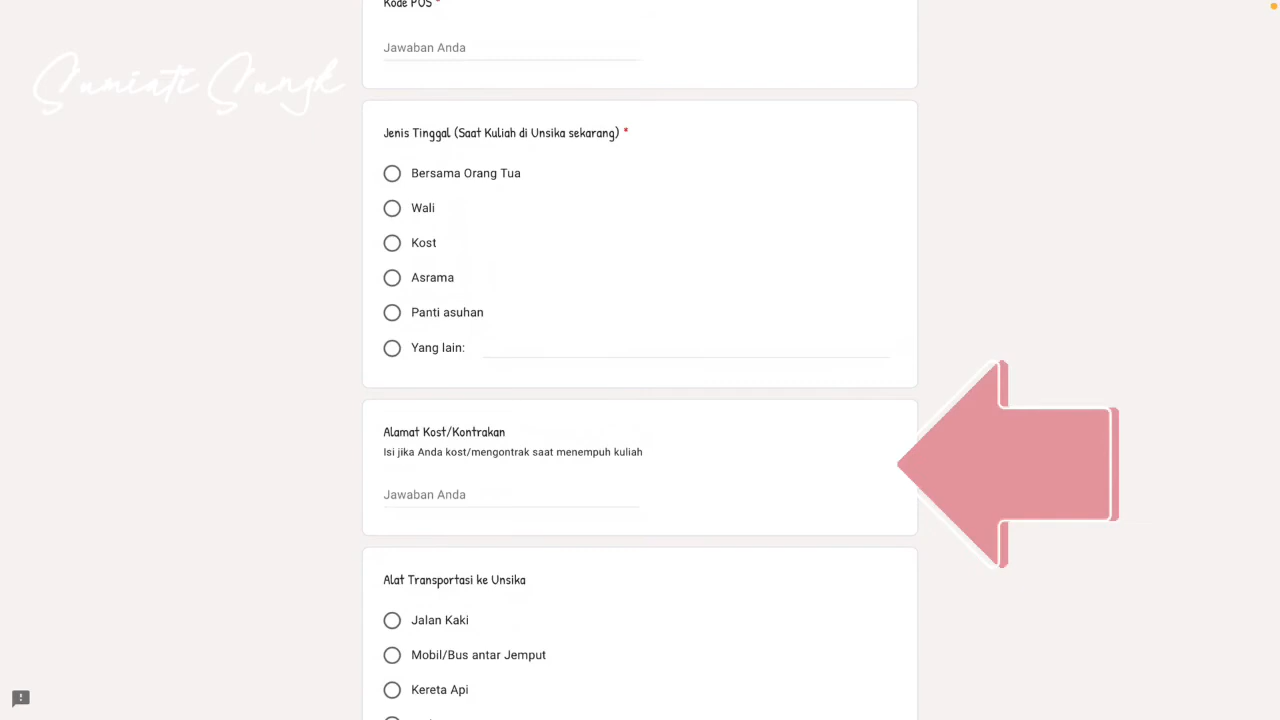 Kode POS *
Jawaban Anda
Sumiati Sungk
Jenis Tinggal (Saat Kuliah di Unsika sekarang) *
Bersama Orang Tua
Wali
Kost
Asrama
Panti asuhan
Yang lain:
Alamat Kost/Kontrakan
Isi jika Anda kost/mengontrak saat menempuh kuliah
Jawaban Anda
Alat Transportasi ke Unsika
Jalan Kaki
Mobil/Bus antar Jemput
Kereta Api